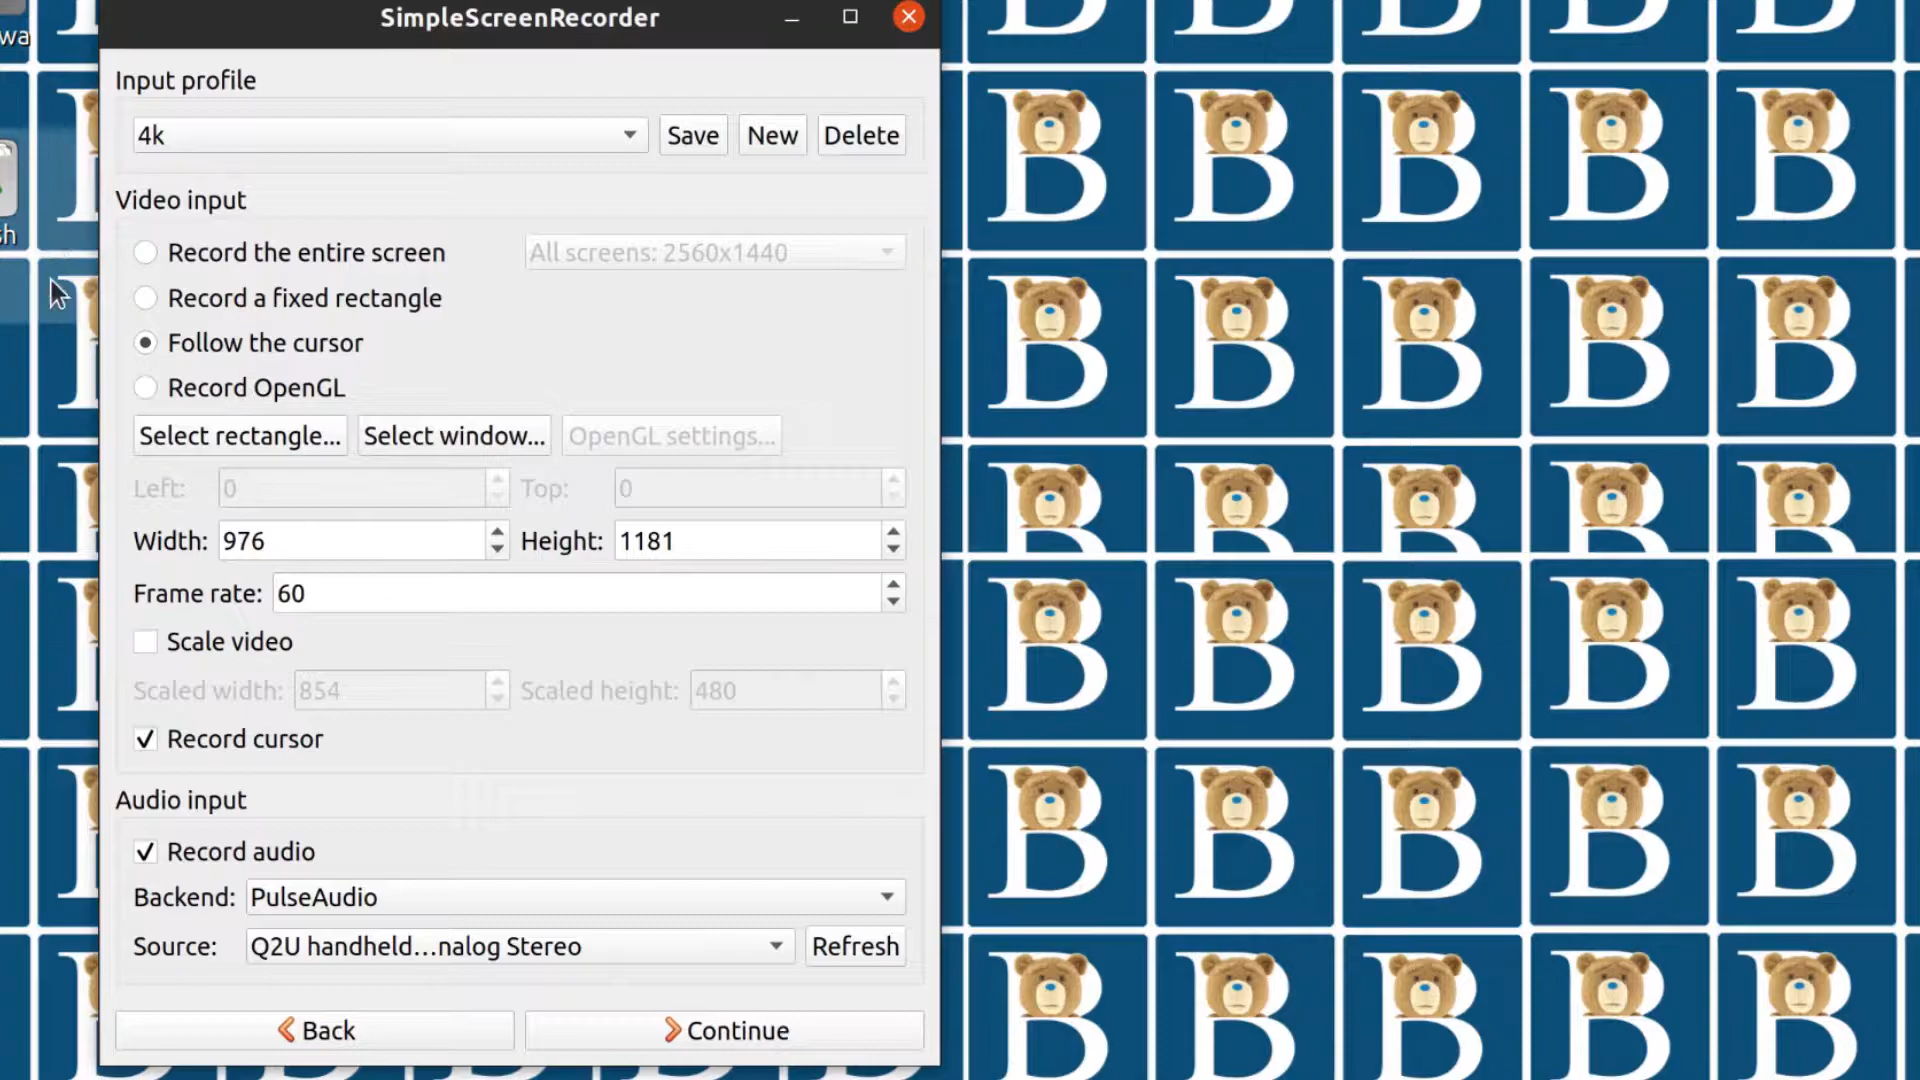 SimpleScreenRecorder
wa
Input profile
4k
Save
New
Delete
Video input
Record the entire screen
All screens: 2560x1440
Record a fixed rectangle
Follow the cursor
Record OpenGL
Select rectangle...
Select window...
OpenGL settings...
Left: 0
Top: 0
Width: 976
Height: 1181
Frame rate: 60
Scale video
Scaled width: 854
Scaled height: 480
Record cursor
Audio input
Record audio
Backend: PulseAudio
Source: Q2U handheld...nalog Stereo
Refresh
Back
Continue
sh
B B B B B
B B B B B
B B B B B
B B B B B
B B B B B
B B B B B